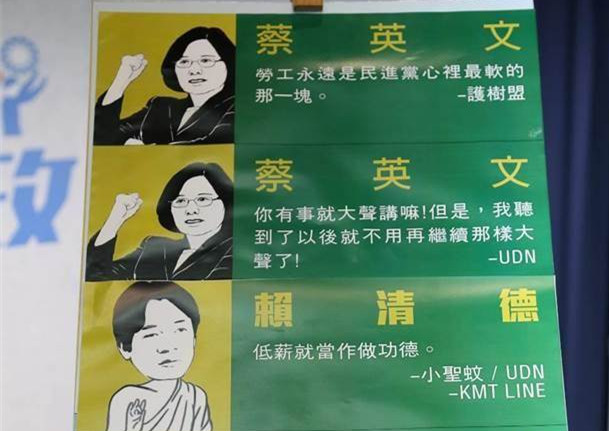 蔡英文
勞工永遠是民進黨心裡最軟的
那一塊。 –護樹盟
蔡英文
你有事就大聲講嘛!但是，我聽
到了以後就不用再繼續那樣大
聲了! –UDN
賴清德
低薪就當作做功德。
–小聖蚊 / UDN
–KMT LINE